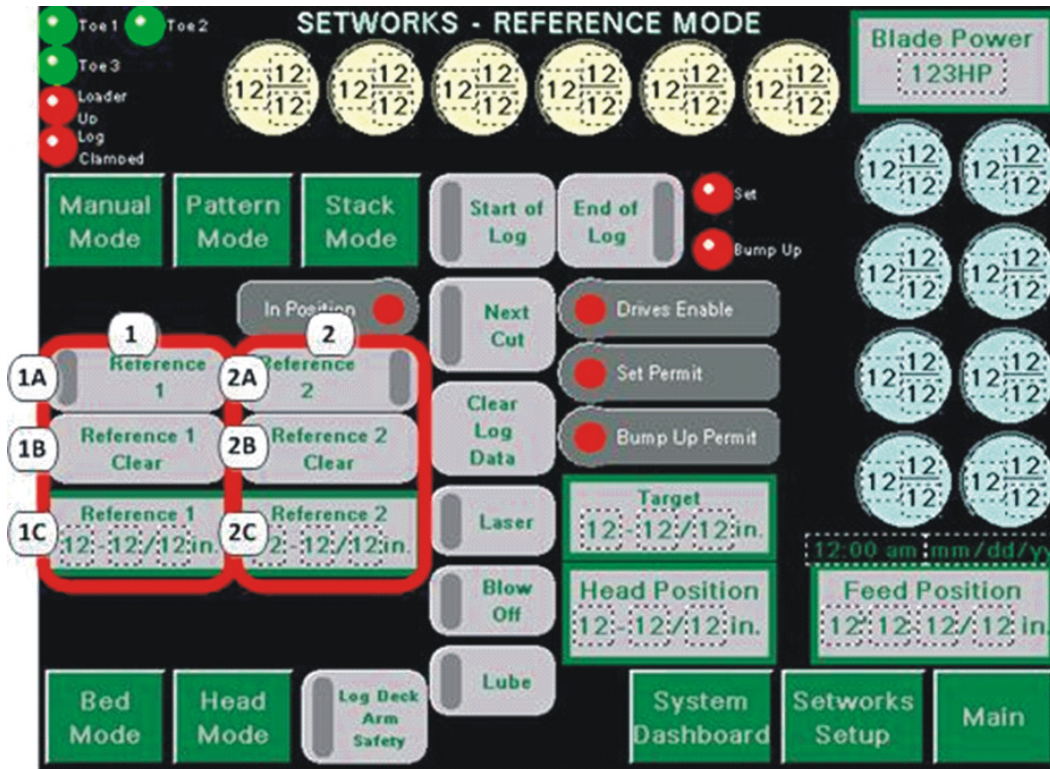 Toe 1 Toe 2
SETWORKS - REFERENCE MODE
Toe3
Loader
Up
Log
Clamped
12 12/12 12 12/12 12 12/12 12 12/12 12 12/12 12 12/12
Blade Power
123HP
12 12/12 12 12/12
12 12/12 12 12/12
12 12/12 12 12/12
12 12/12 12 12/12
Manual
Mode
Pattern
Mode
Stack
Mode
Start of
Log
End of
Log
Set
Bump Up
In Position
Next
Cut
Drives Enable
Set Permit
Bump Up Permit
1
2
1A
Reference
1
2A
Reference
2
1B
Reference 1
Clear
2B
Reference 2
Clear
1C
Reference 1
12-12/12in.
2C
Reference 2
2-12/12in.
Clear
Log
Data
Laser
Blow
Off
Lube
Target
12-12/12in.
Head Position
12-12/12in.
12:00 am mm/dd/yy
Feed Position
12'12-12/12in.
Bed
Mode
Head
Mode
Log Deck
Arm
Safety
System
Dashboard
Setworks
Setup
Main